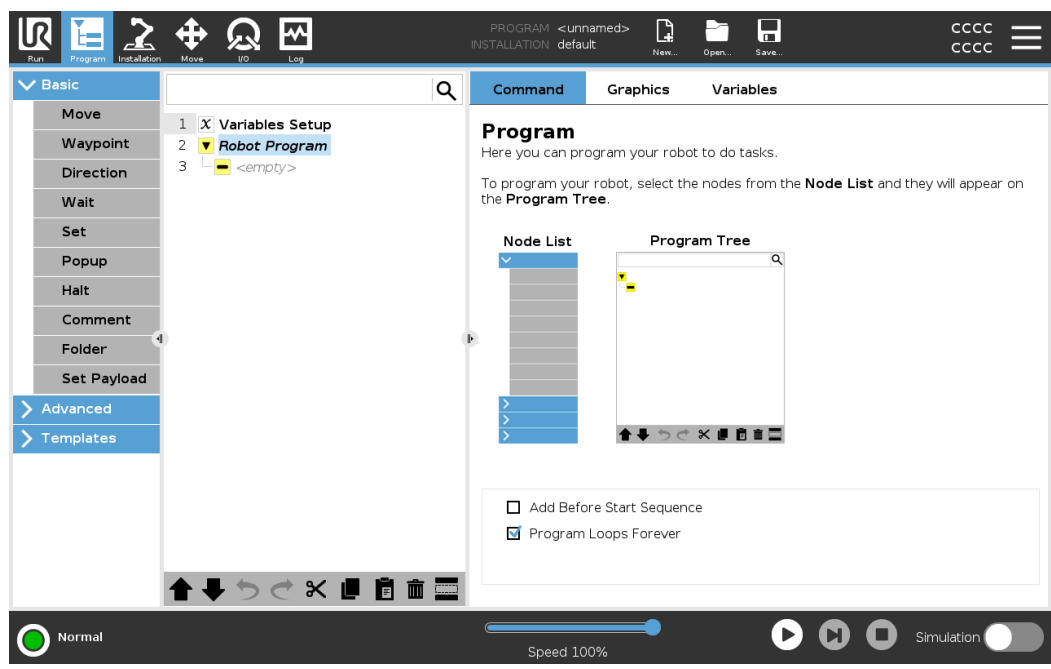 PROGRAM <unnamed>
INSTALLATION default
CCCC
CCCC
Run
Program
Installation
Move
I/O
Log
New...
Open...
Save...
Basic
Move
Waypoint
Direction
Wait
Set
Popup
Halt
Comment
Folder
Set Payload
Advanced
Templates
1 X Variables Setup
2 Robot Program
3 <empty>
Command
Graphics
Variables
Program
Here you can program your robot to do tasks.
To program your robot, select the nodes from the Node List and they will appear on
the Program Tree.
Node List
Program Tree
Add Before Start Sequence
Program Loops Forever
Normal
Speed 100%
Simulation